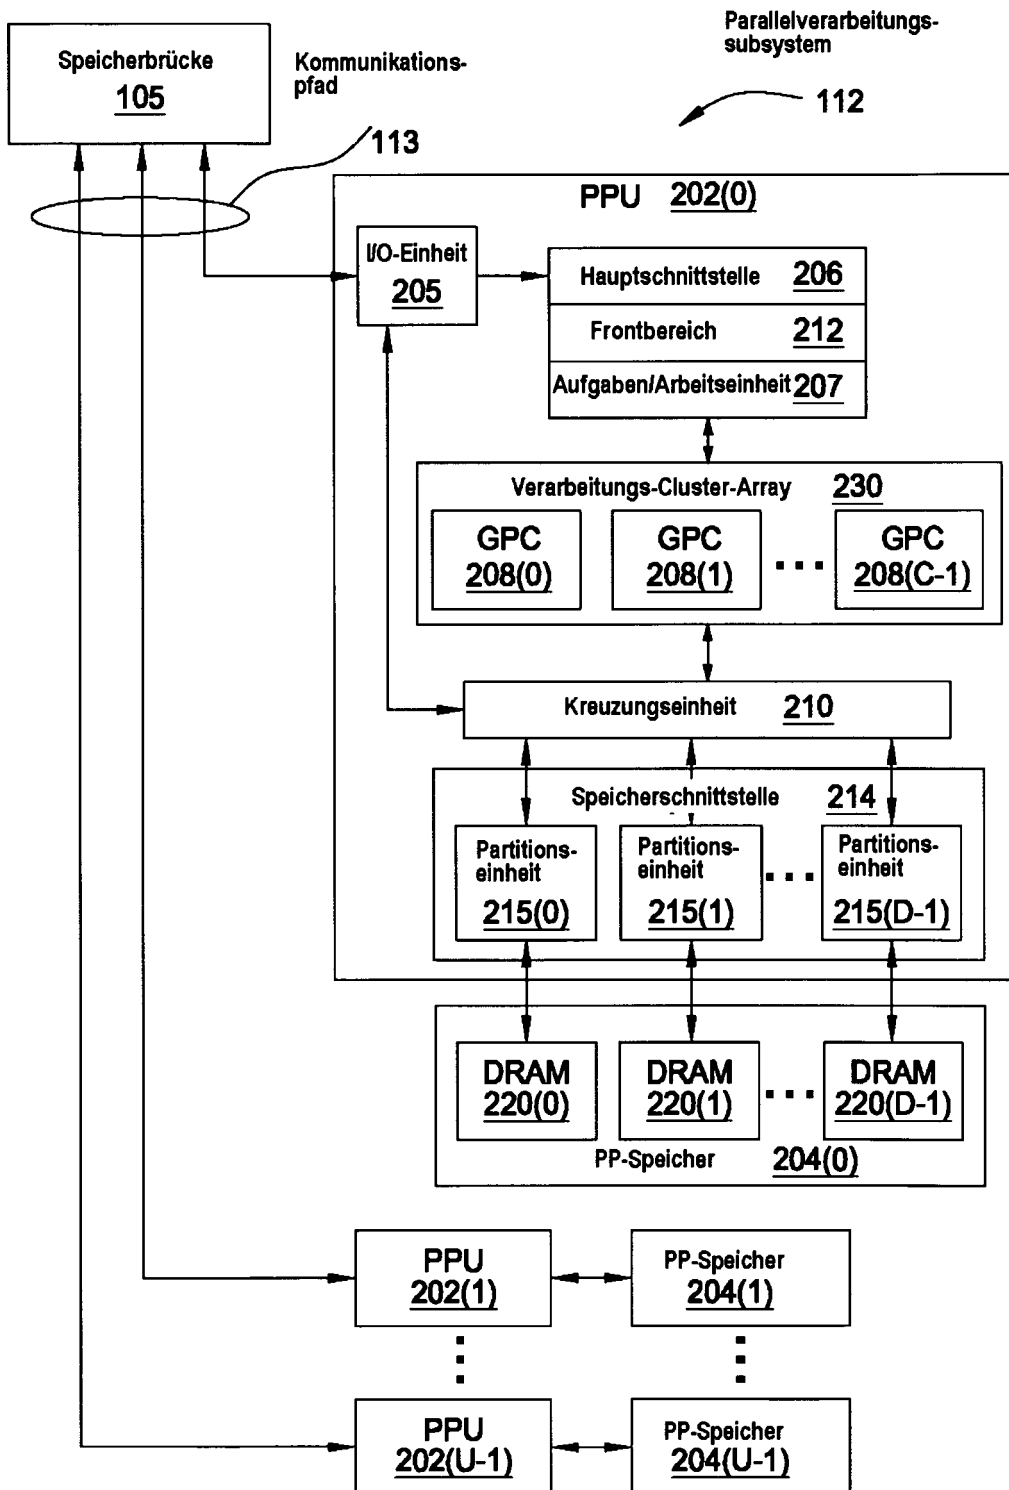 Speicherbrücke
105
Kommunikations-
pfad
113
Parallelverarbeitungs-
subsystem
112
PPU 202(0)
I/O-Einheit
205
Hauptschnittstelle 206
Frontbereich 212
Aufgaben/Arbeitseinheit 207
Verarbeitungs-Cluster-Array 230
GPC
208(0)
GPC
208(1)
GPC
208(C-1)
Kreuzungseinheit 210
Speicherschnittstelle 214
Partitions-
einheit
215(0)
Partitions-
einheit
215(1)
Partitions-
einheit
215(D-1)
DRAM
220(0)
DRAM
220(1)
DRAM
220(D-1)
PP-Speicher 204(0)
PPU
202(1)
PP-Speicher
204(1)
PPU
202(U-1)
PP-Speicher
204(U-1)